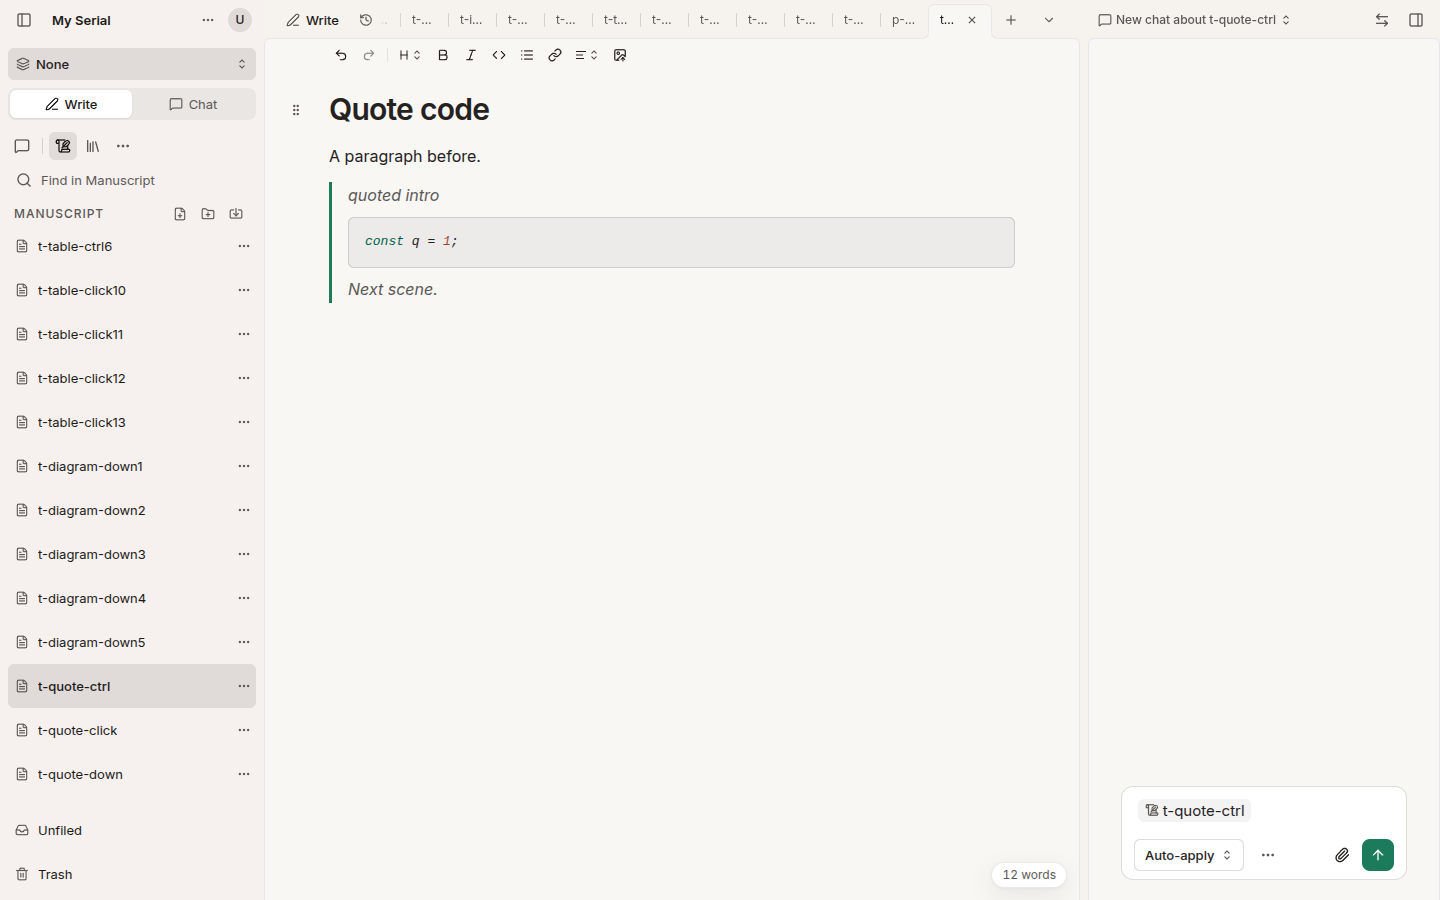 My Serial
U
None
Write
Chat
Find in Manuscript
MANUSCRIPT
t-table-ctrl6
t-table-click10
t-table-click11
t-table-click12
t-table-click13
t-diagram-down1
t-diagram-down2
t-diagram-down3
t-diagram-down4
t-diagram-down5
t-quote-ctrl
t-quote-click
t-quote-down
Unfiled
Trash
Write
t-...
t-i...
t-...
t-...
t-t...
t-...
t-...
t-...
t-...
t-...
p-...
t...
H
B
I
Quote code
A paragraph before.
quoted intro
const q = 1;
Next scene.
12 words
New chat about t-quote-ctrl
t-quote-ctrl
Auto-apply